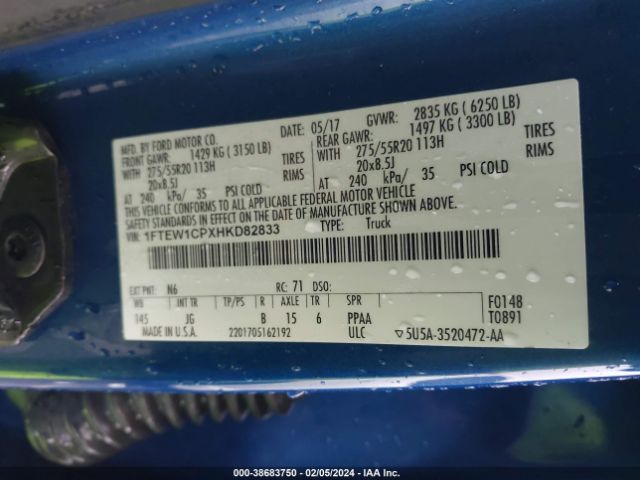 MFD. BY FORD MOTOR CO.
DATE: 05/17 GVWR: 2835 KG ( 6250 LB)
FRONT GAWR: 1429 KG ( 3150 LB) REAR GAWR: 1497 KG ( 3300 LB)
WITH 275/55R20 113H TIRES WITH 275/55R20 113H TIRES
20x8.5J RIMS 20x8.5J RIMS
AT 240 kPa/ 35 PSI COLD AT 240 kPa/ 35 PSI COLD
THIS VEHICLE CONFORMS TO ALL APPLICABLE FEDERAL MOTOR VEHICLE
SAFETY STANDARDS IN EFFECT ON THE DATE OF MANUFACTURE SHOWN ABOVE.
VIN: 1FTEW1CPXHKD82833 TYPE: Truck
EXT PNT: N6 RC: 71 DSO:
WB INT TR TP/PS R AXLE TR SPR
145 JG B 15 6 PPAA
F0148
T0891
MADE IN U.S.A. 2201705162192 ULC 5U5A-3520472-AA
000-38683750 - 02/05/2024 - IAA Inc.